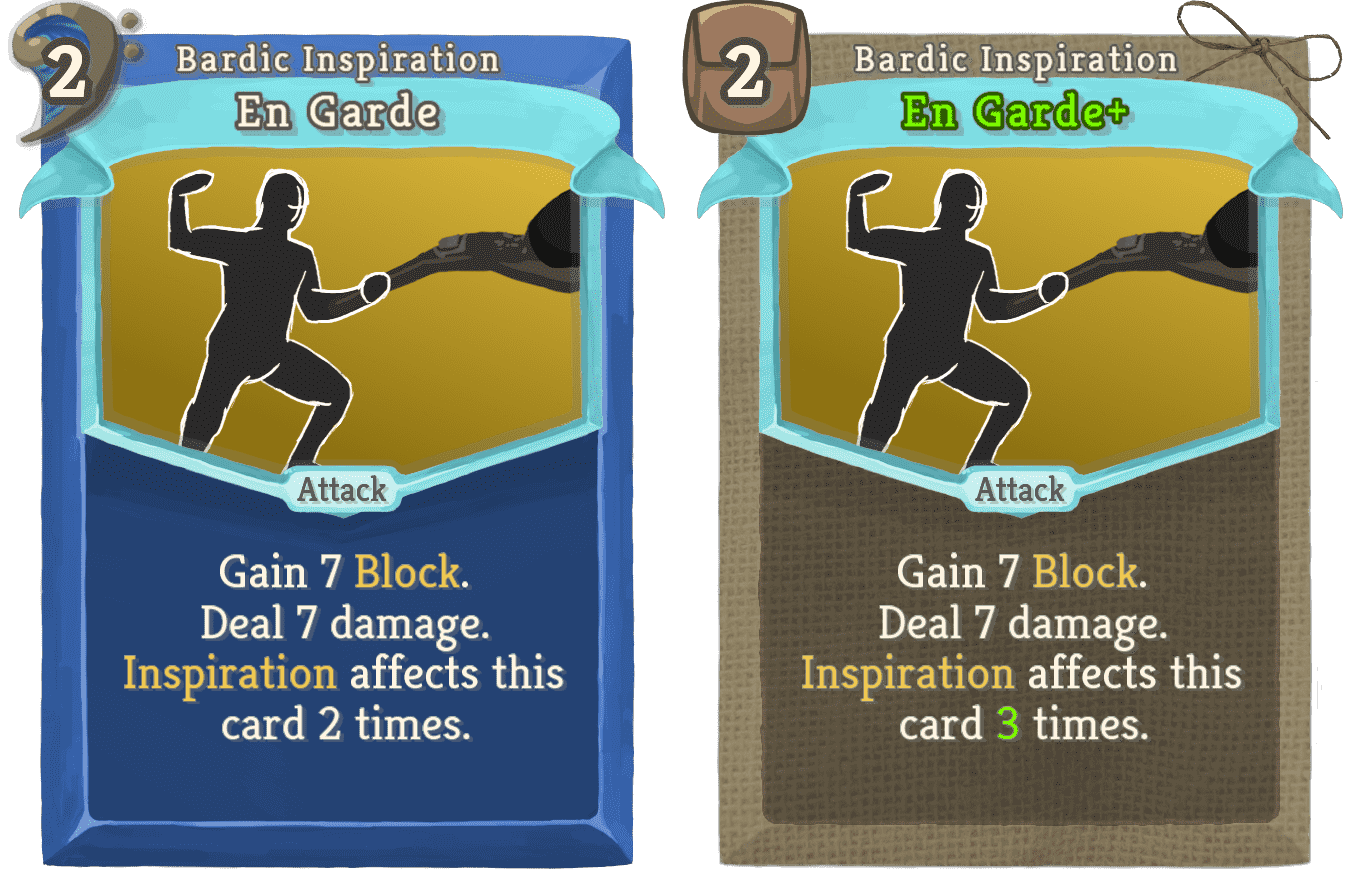 2
Bardic Inspiration
En Garde
Attack
Gain 7 Block.
Deal 7 damage.
Inspiration affects this
card 2 times.
2
Bardic Inspiration
En Garde+
Attack
Gain 7 Block.
Deal 7 damage.
Inspiration affects this
card 3 times.